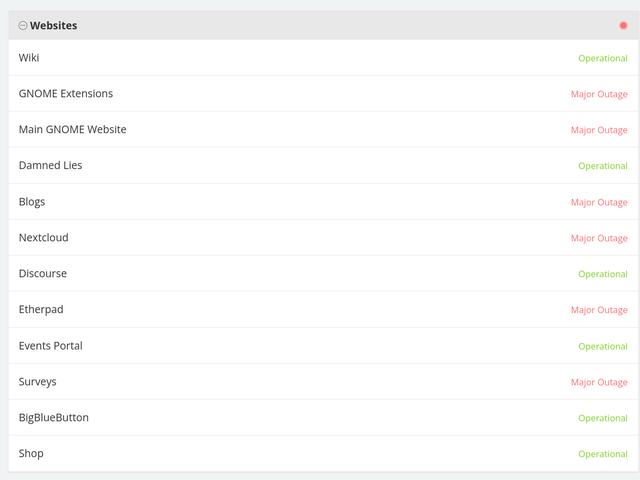 Websites
Wiki Operational
GNOME Extensions Major Outage
Main GNOME Website Major Outage
Damned Lies Operational
Blogs Major Outage
Nextcloud Major Outage
Discourse Operational
Etherpad Major Outage
Events Portal Operational
Surveys Major Outage
BigBlueButton Operational
Shop Operational